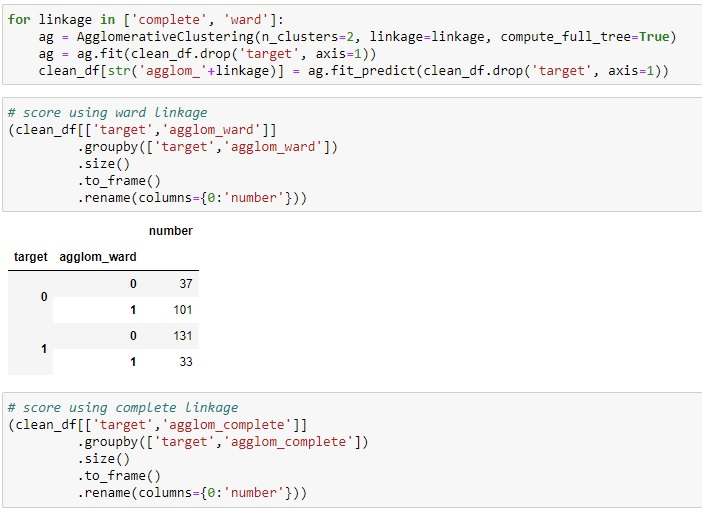 for linkage in ['complete', 'ward']:
    ag = AgglomerativeClustering(n_clusters=2, linkage=linkage, compute_full_tree=True)
    ag = ag.fit(clean_df.drop('target', axis=1))
    clean_df[str('agglom_'+linkage)] = ag.fit_predict(clean_df.drop('target', axis=1))
# score using ward linkage
(clean_df[['target','agglom_ward']]
         .groupby(['target','agglom_ward'])
         .size()
         .to_frame()
         .rename(columns={0:'number'}))
number
target agglom_ward
0 0 37
1 101
1 0 131
1 33
# score using complete linkage
(clean_df[['target','agglom_complete']]
         .groupby(['target','agglom_complete'])
         .size()
         .to_frame()
         .rename(columns={0:'number'}))